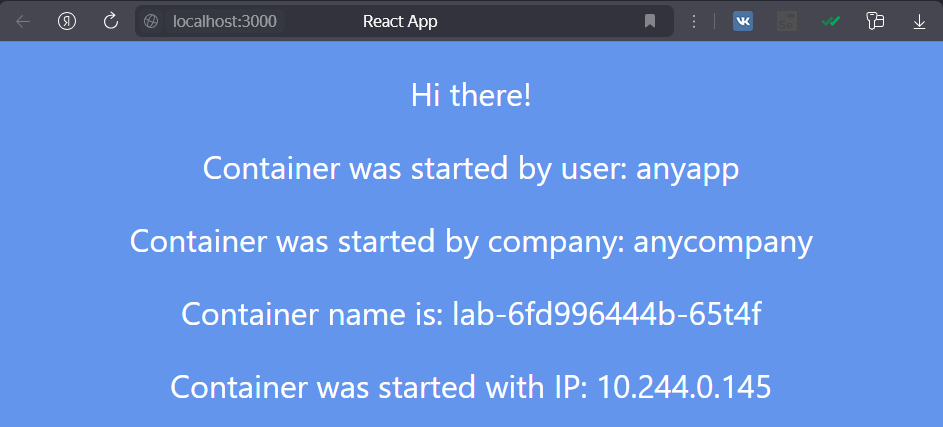 Я localhost:3000 React App
Hi there!
Container was started by user: anyapp
Container was started by company: anycompany
Container name is: lab-6fd996444b-65t4f
Container was started with IP: 10.244.0.145